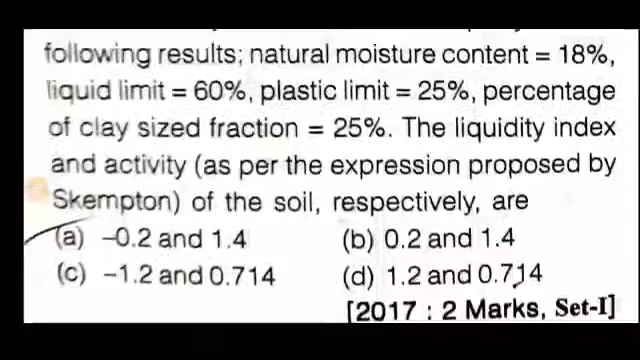 following results; natural moisture content = 18%,
liquid limit = 60%, plastic limit = 25%, percentage
of clay sized fraction = 25%. The liquidity index
and activity (as per the expression proposed by
Skempton) of the soil, respectively, are
(a) –0.2 and 1.4 (b) 0.2 and 1.4
(c) –1.2 and 0.714 (d) 1.2 and 0.714
[2017 : 2 Marks, Set-I]